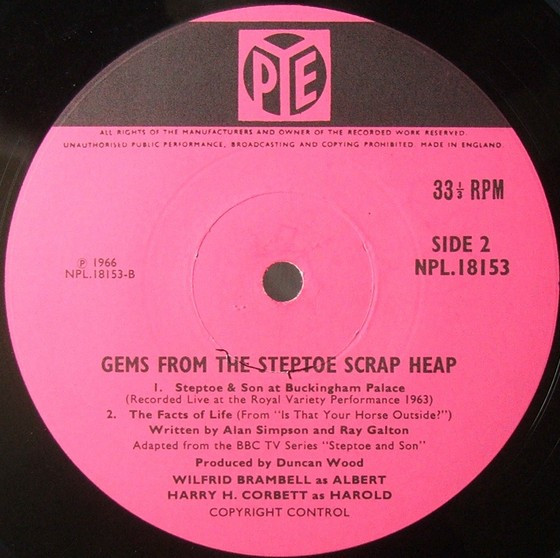 PYE
ALL RIGHTS OF THE MANUFACTURERS AND OWNER OF THE RECORDED WORK RESERVED.
UNAUTHORISED PUBLIC PERFORMANCE, BROADCASTING AND COPYING PROHIBITED. MADE IN ENGLAND
33 1/3 RPM
SIDE 2
NPL.18153
℗ 1966
NPL.18153-B
GEMS FROM THE STEPTOE SCRAP HEAP
1. Steptoe & Son at Buckingham Palace
(Recorded Live at the Royal Variety Performance 1963)
2. The Facts of Life (From "Is That Your Horse Outside?")
Written by Alan Simpson and Ray Galton
Adapted from the BBC TV Series "Steptoe and Son"
Produced by Duncan Wood
WILFRID BRAMBELL as ALBERT
HARRY H. CORBETT as HAROLD
COPYRIGHT CONTROL